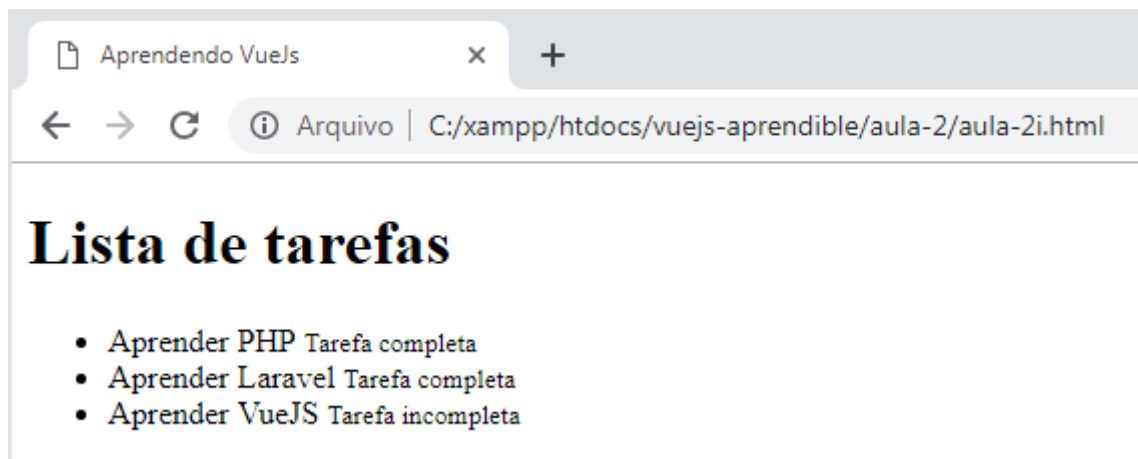 Aprendendo VueJs
Arquivo C:/xampp/htdocs/vuejs-aprendible/aula-2/aula-2i.html
Lista de tarefas
Aprender PHP Tarefa completa
Aprender Laravel Tarefa completa
Aprender VueJS Tarefa incompleta